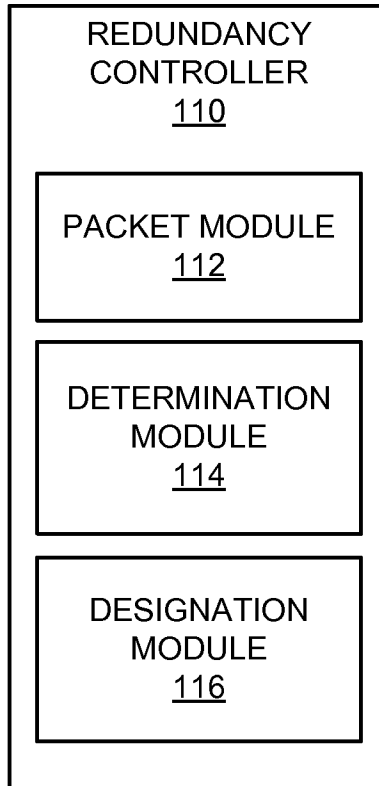 REDUNDANCY
CONTROLLER
110
PACKET MODULE
112
DETERMINATION
MODULE
114
DESIGNATION
MODULE
116